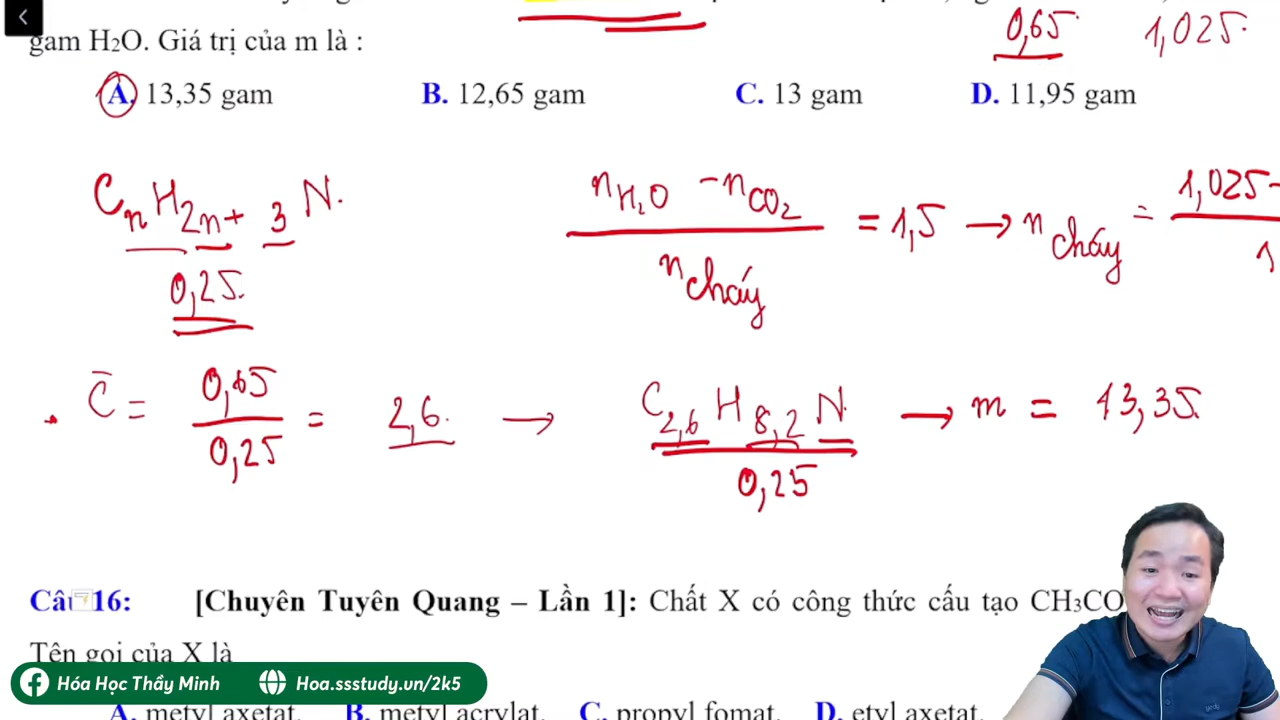 0,65 1,025.
gam H₂O. Giá trị của m là :
A. 13,35 gam B. 12,65 gam C. 13 gam D. 11,95 gam
CₙH₂ₙ₊₃N. nH₂O - nCO₂ / n cháy = 1,5 → n cháy = 1,025 - / 1
0,25.
C̄ = 0,65 / 0,25 = 2,6. → C₂,₆H₈,₂N → m = 13,35.
0,25
Câu 16: [Chuyên Tuyên Quang – Lần 1]: Chất X có công thức cấu tạo CH₃CO
Tên gọi của X là
Hóa Học Thầy Minh Hoa.ssstudy.vn/2k5
A. metyl axetat. B. metyl acrylat. C. propyl fomat. D. etyl axetat.